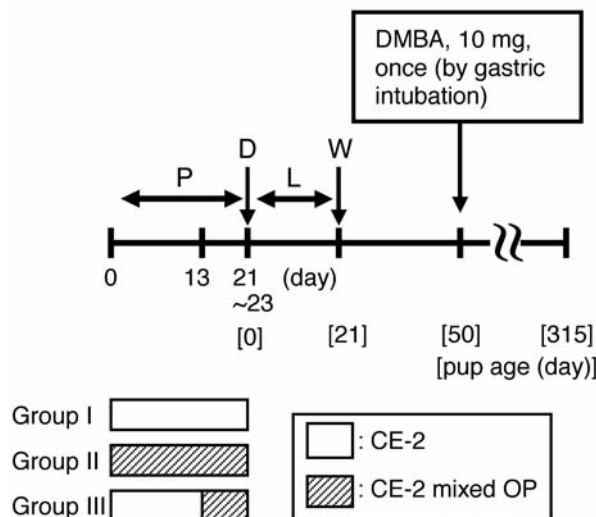 DMBA, 10 mg,
once (by gastric
intubation)
D
W
P
L
0
13
21
(day)
~23
[0]
[21]
[50]
[315]
[pup age (day)]
Group I
Group II
Group III
: CE-2
: CE-2 mixed OP